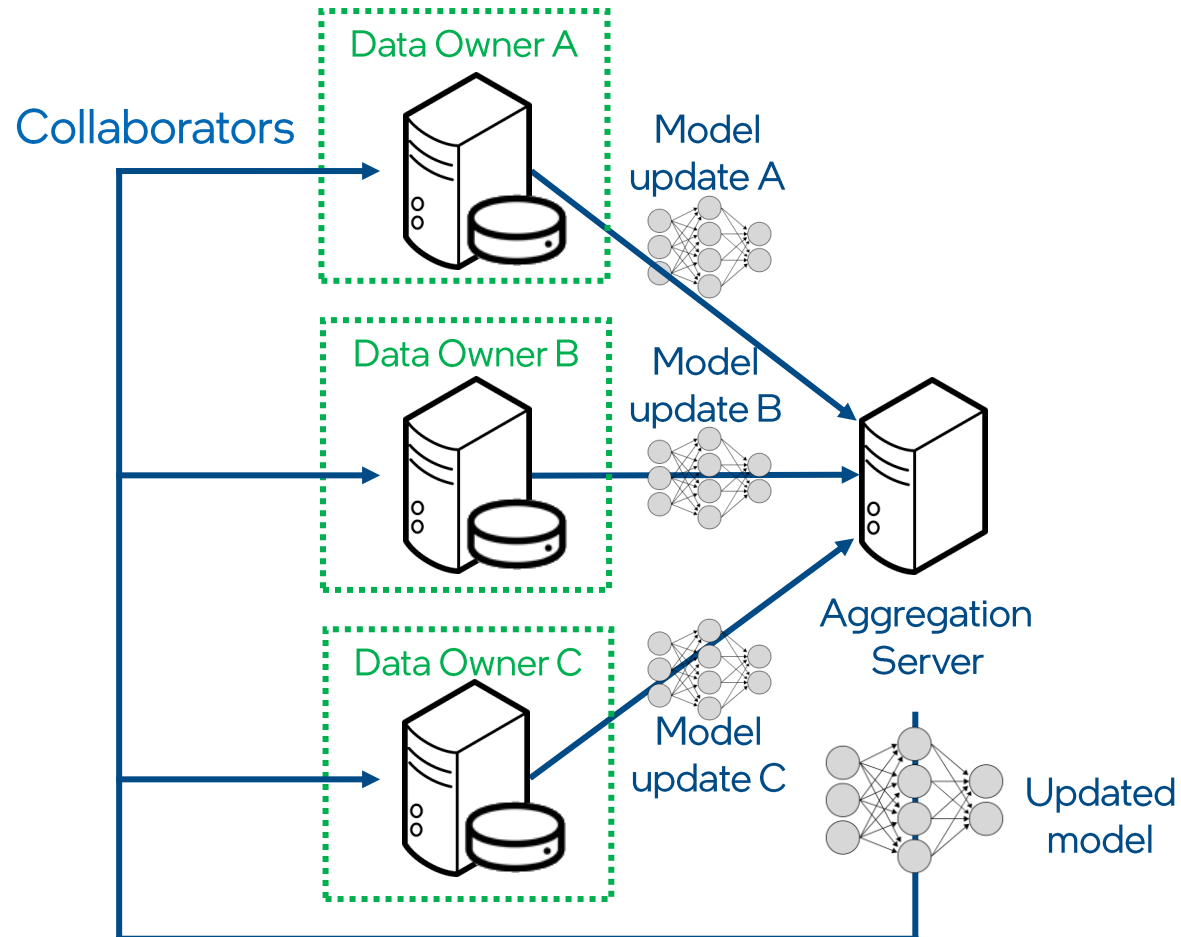 Data Owner A
Collaborators
Model
update A
Data Owner B
Model
update B
Aggregation
Server
Data Owner C
Model
update C
Updated
model